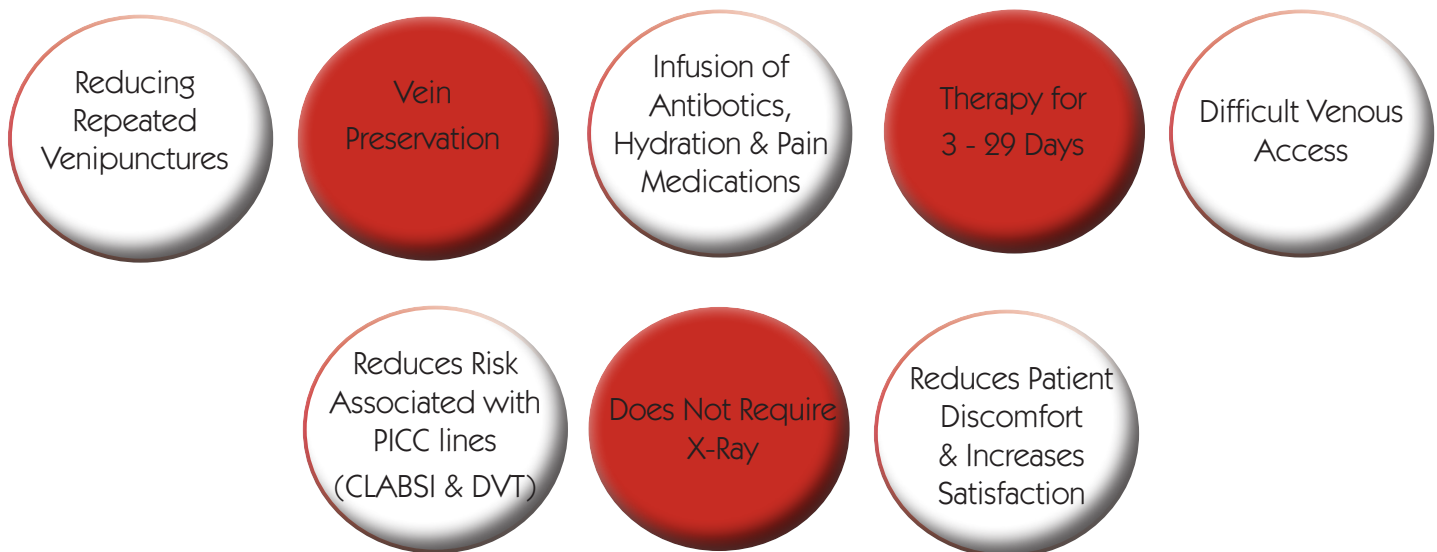 Reducing
Repeated
Venipunctures
Vein
Preservation
Infusion of
Antibotics,
Hydration & Pain
Medications
Therapy for
3 - 29 Days
Difficult Venous
Access
Reduces Risk
Associated with
PICC lines
(CLABSI & DVT)
Does Not Require
X-Ray
Reduces Patient
Discomfort
& Increases
Satisfaction